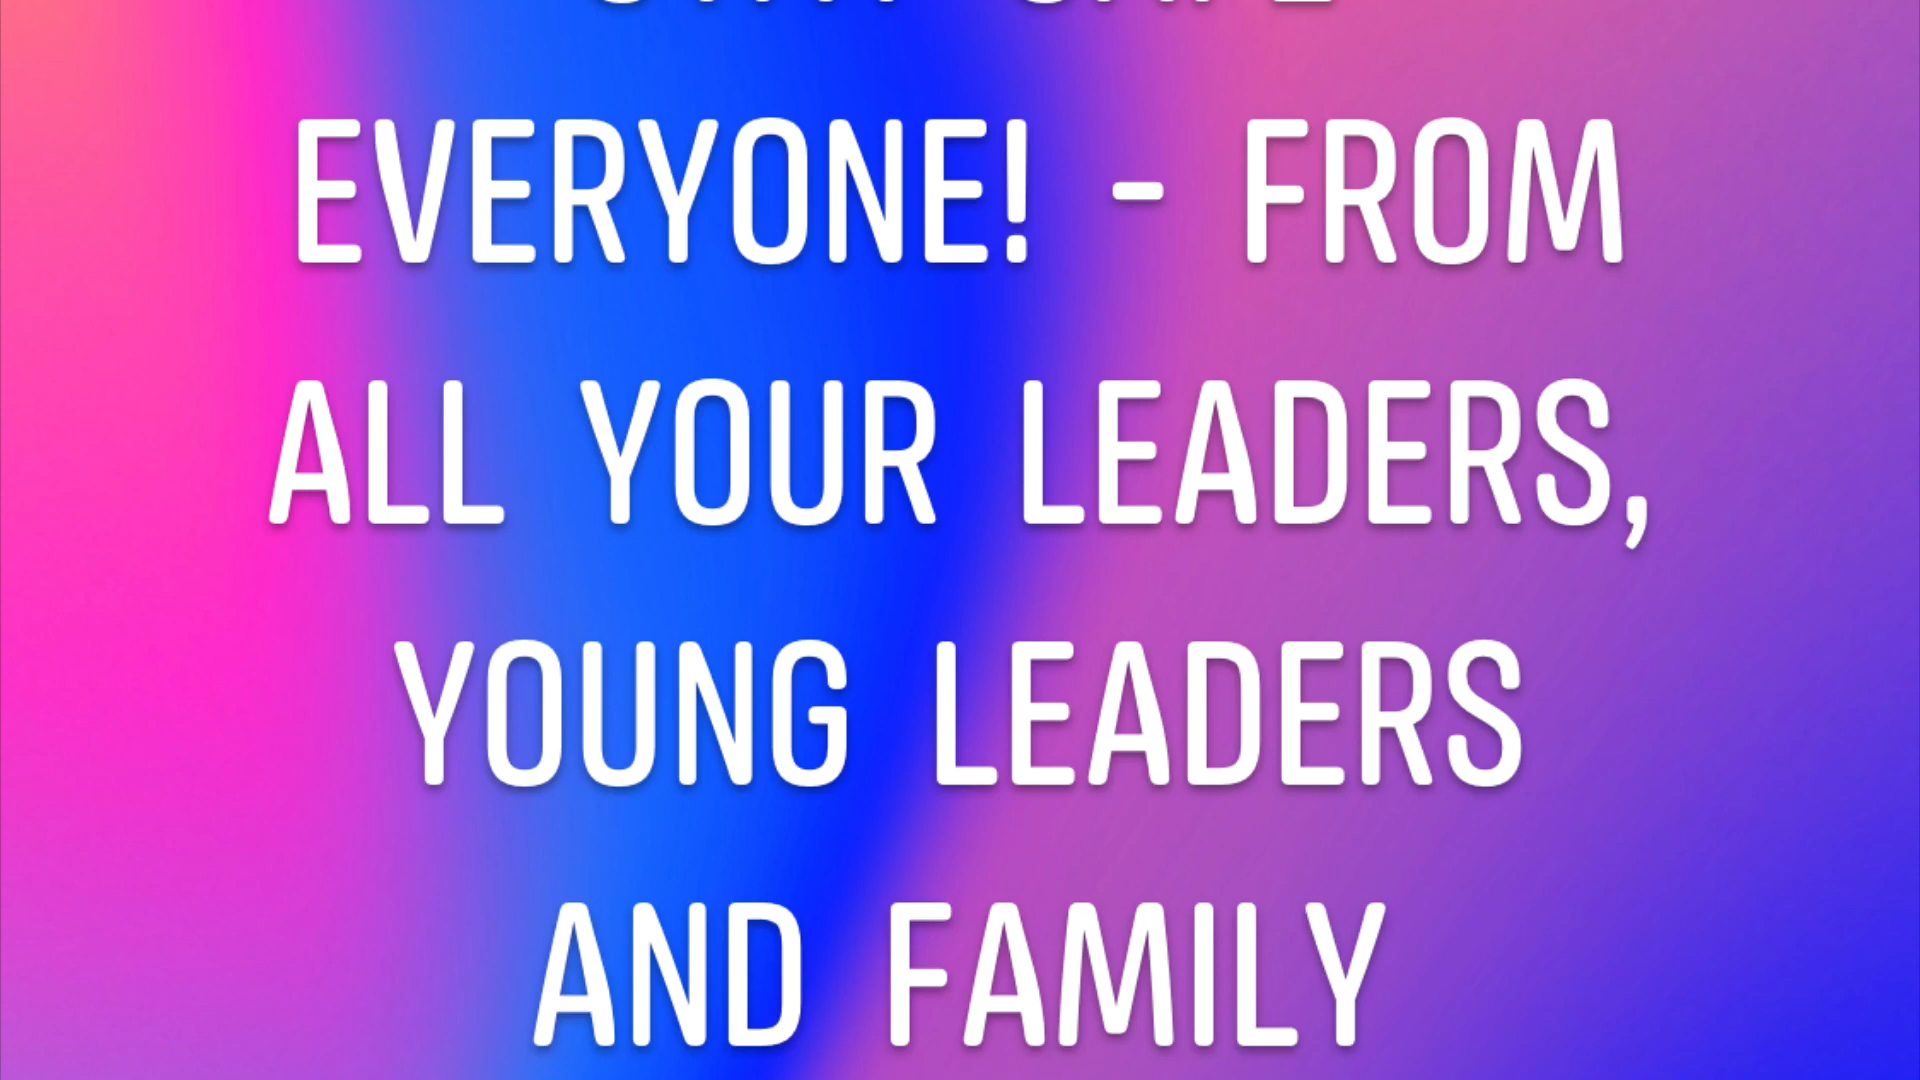 EVERYONE! - FROM
ALL YOUR LEADERS,
YOUNG LEADERS
AND FAMILY